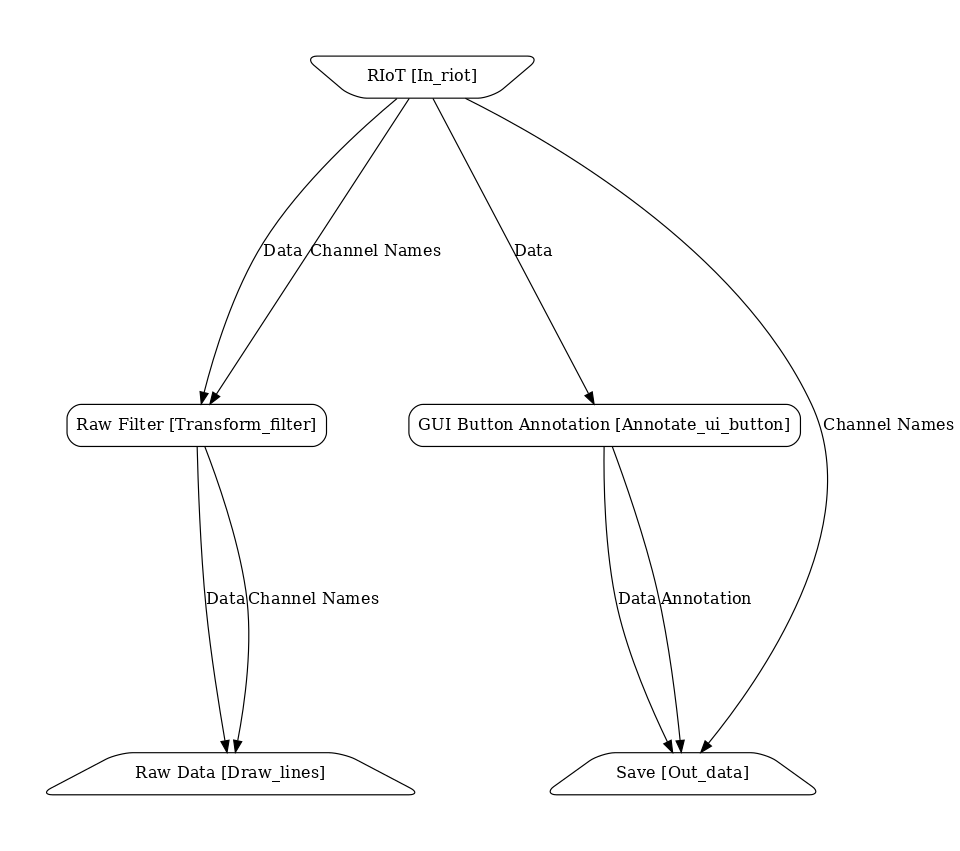 RIoT [In_riot]
Data
Channel Names
Data
Raw Filter [Transform_filter]
GUI Button Annotation [Annotate_ui_button]
Channel Names
Data
Channel Names
Data
Annotation
Raw Data [Draw_lines]
Save [Out_data]